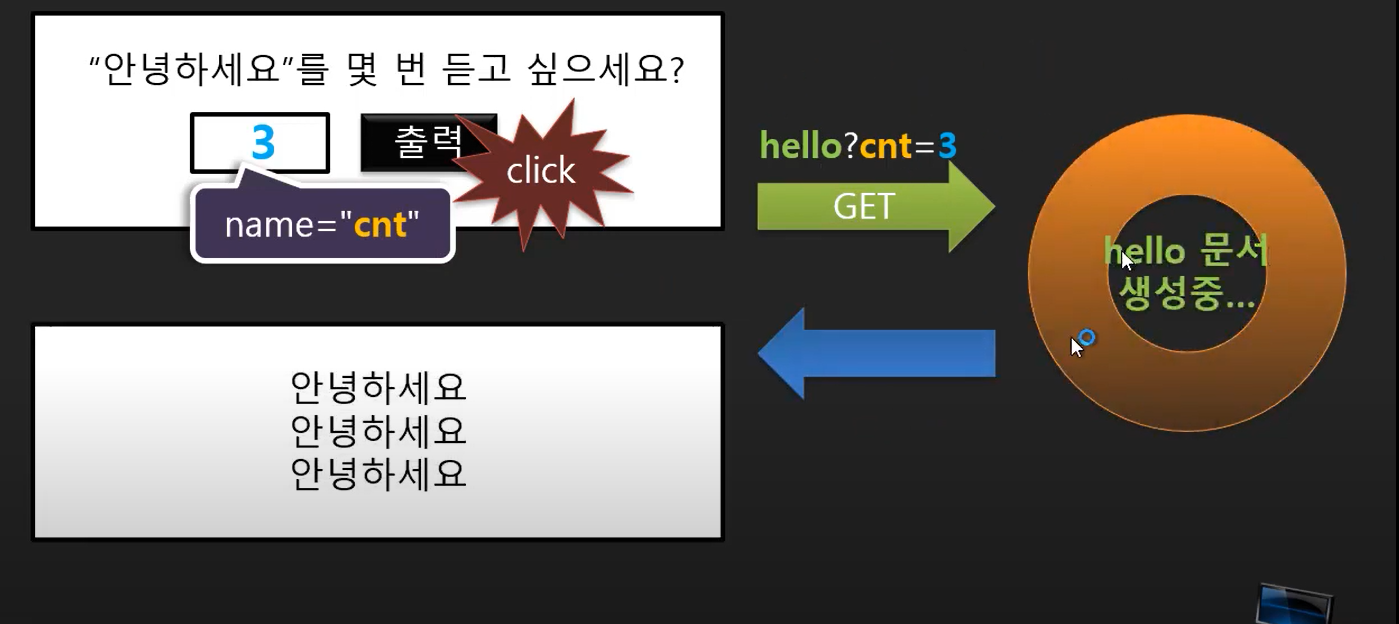 “안녕하세요”를 몇 번 듣고 싶으세요?
3
출력
click
name="cnt"
hello?cnt=3
GET
hello 문서
생성중...
안녕하세요
안녕하세요
안녕하세요